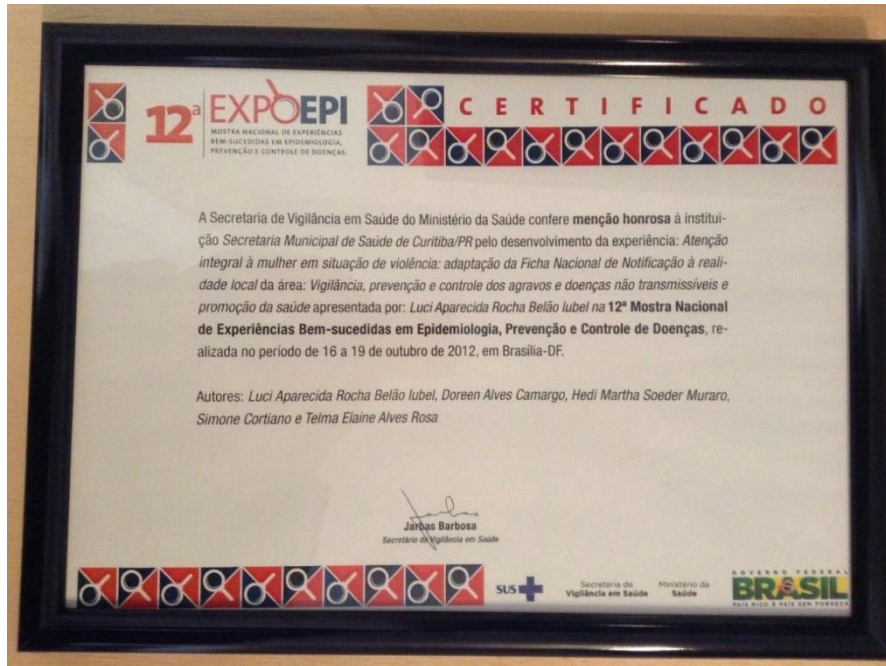 12ª EXPOEPI
MOSTRA NACIONAL DE EXPERIÊNCIAS
BEM-SUCEDIDAS EM EPIDEMIOLOGIA,
PREVENÇÃO E CONTROLE DE DOENÇAS.
CERTIFICADO
A Secretaria de Vigilância em Saúde do Ministério da Saúde confere menção honrosa à institui-
ção Secretaria Municipal de Saúde de Curitiba/PR pelo desenvolvimento da experiência: Atenção
integral à mulher em situação de violência: adaptação da Ficha Nacional de Notificação à reali-
dade local da área: Vigilância, prevenção e controle dos agravos e doenças não transmissíveis e
promoção da saúde apresentada por: Luci Aparecida Rocha Belão Iubel na 12ª Mostra Nacional
de Experiências Bem-sucedidas em Epidemiologia, Prevenção e Controle de Doenças, re-
alizada no período de 16 a 19 de outubro de 2012, em Brasília-DF.
Autores: Luci Aparecida Rocha Belão Iubel, Doreen Alves Camargo, Hedi Martha Soeder Muraro,
Simone Cortiano e Telma Elaine Alves Rosa
Jarbas
Jarbas Barbosa
Secretário de Vigilância em Saúde
SUS
Secretaria de
Vigilância em Saúde
Ministério da
Saúde
GOVERNO FEDERAL
BRASIL
PAÍS RICO É PAÍS SEM POBREZA